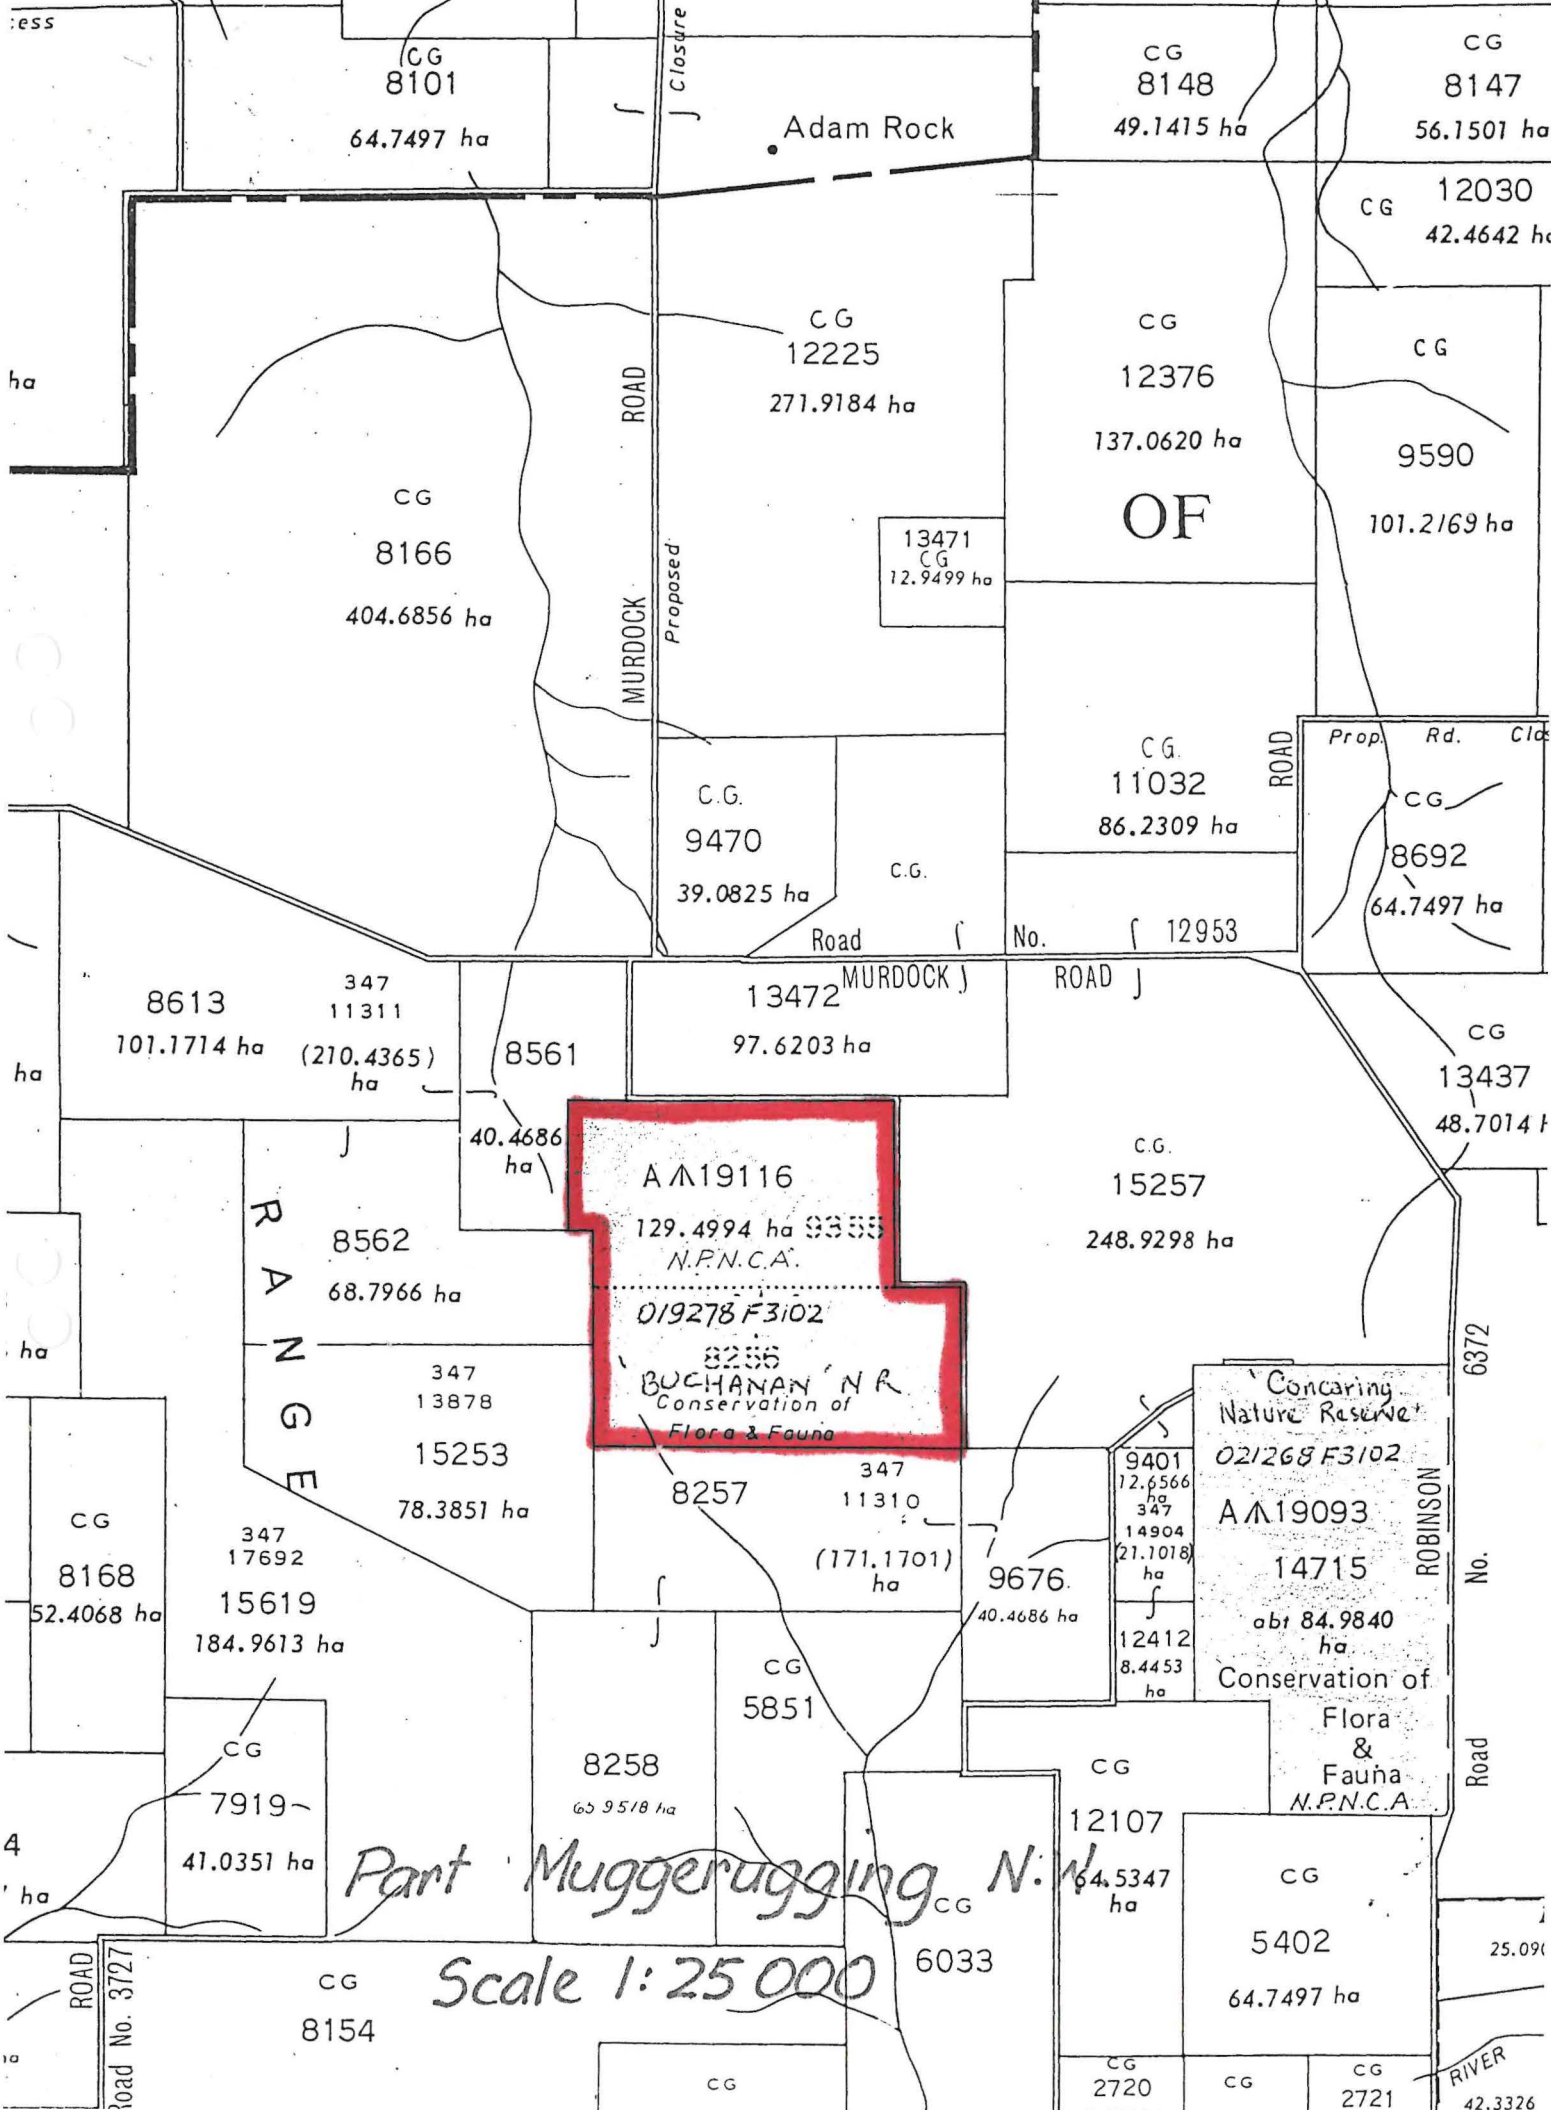 CG
8101
64.7497 ha
Closure
Adam Rock
CG
8148
49.1415 ha
CG
8147
56.1501 ha
CG
12030
42.4642
ha
CG
8166
404.6856 ha
MURDOCK ROAD
Proposed
CG
12225
271.9184 ha
CG
12376
137.0620 ha
OF
CG
9590
101.2169 ha
13471
CG
12.9499 ha
C.G.
9470
39.0825 ha
C.G.
CG.
11032
86.2309 ha
ROAD
Prop. Rd.
CG
8692
64.7497 ha
Road No. 12953
MURDOCK ROAD
8613
101.1714 ha
347
11311
(210.4365)
ha
8561
40.4686
ha
13472
97.6203 ha
ha
CG
13437
48.7014
C.G.
15257
248.9298 ha
A 19116
129.4994 ha 9355
N.P.N.C.A.
019278 F3102
8256
'BUCHANAN' NR
Conservation of
Flora & Fauna
RANGE
8562
68.7966 ha
ha
347
13878
15253
78.3851 ha
8257
347
11310
(171.1701)
ha
9676
40.4686 ha
9401
12.6566
ha
347
14904
(21.1018)
ha
12412
8.4453
ha
'Concaring
Nature Reserve'
021268 F3102
A 19093
14715
abt 84.9840
ha
Conservation of
Flora
&
Fauna
N.P.N.C.A.
ROBINSON
Road No. 6372
CG
8168
52.4068 ha
347
17692
15619
184.9613 ha
CG
7919
41.0351 ha
8258
65.9518 ha
CG
5851
CG
12107
64.5347
ha
4
ha
Part Muggerugging N.W
Scale 1:25 000
CG
6033
CG
5402
64.7497 ha
ROAD
Road No. 3727
CG
8154
CG
CG
2720
CG
CG
2721
RIVER
42.3326